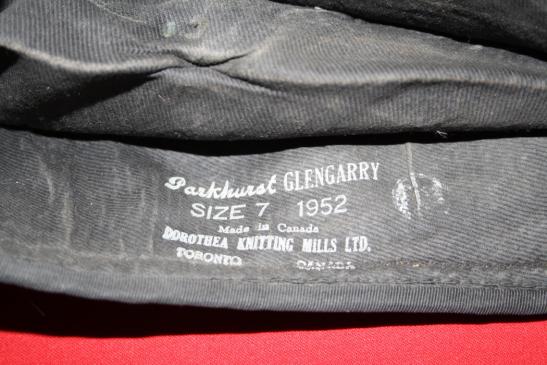 Parkhurst GLENGARRY
SIZE 7 1952
Made in Canada
DOROTHEA KNITTING MILLS LTD.
TORONTO CANADA